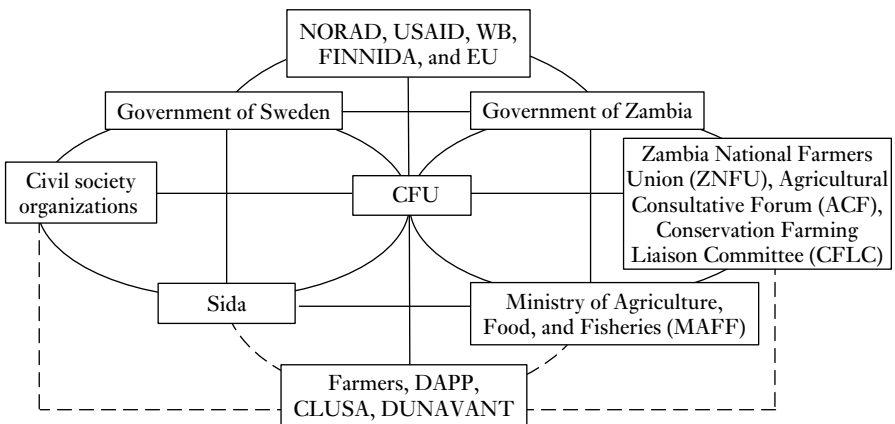 NORAD, USAID, WB,
FINNIDA, and EU
Government of Sweden
Government of Zambia
Civil society
organizations
CFU
Zambia National Farmers
Union (ZNFU), Agricultural
Consultative Forum (ACF),
Conservation Farming
Liaison Committee (CFLC)
Sida
Ministry of Agriculture,
Food, and Fisheries (MAFF)
Farmers, DAPP,
CLUSA, DUNAVANT